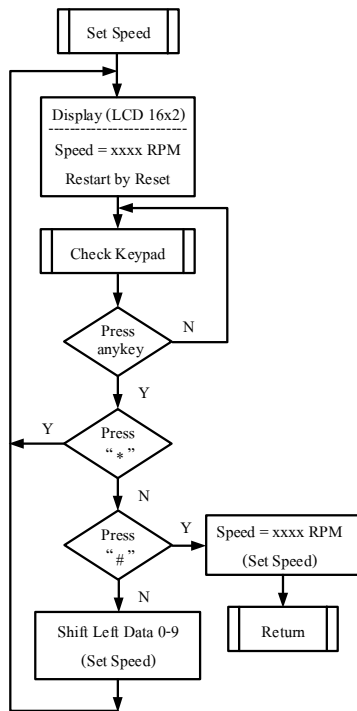 Set Speed
Display (LCD 16x2)
Speed = xxxx RPM
Restart by Reset
Check Keypad
Press
anykey
N
Y
Press
“ * ”
Y
N
Press
“ # ”
Y
Speed = xxxx RPM
(Set Speed)
N
Return
Shift Left Data 0-9
(Set Speed)